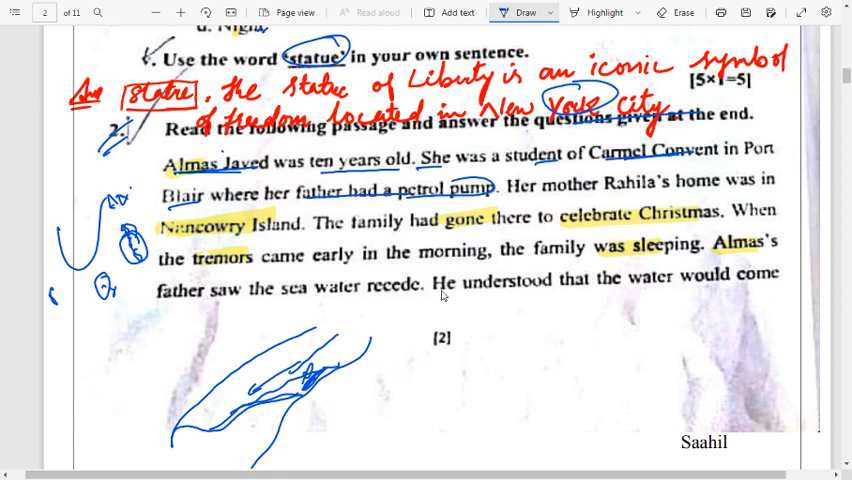 2 of 11
Page view
Read aloud
Add text
Draw
Highlight
Erase
d. Night
Use the word 'statue' in your own sentence.
Ans statue. The statue of Liberty is an iconic symbol
[5×1=5]
of freedom located in New York city
2. Read the following passage and answer the questions given at the end.
Almas Javed was ten years old. She was a student of Carmel Convent in Port
Blair where her father had a petrol pump. Her mother Rahila's home was in
Nancowry Island. The family had gone there to celebrate Christmas. When
the tremors came early in the morning, the family was sleeping. Almas's
father saw the sea water recede. He understood that the water would come
[2]
Saahil